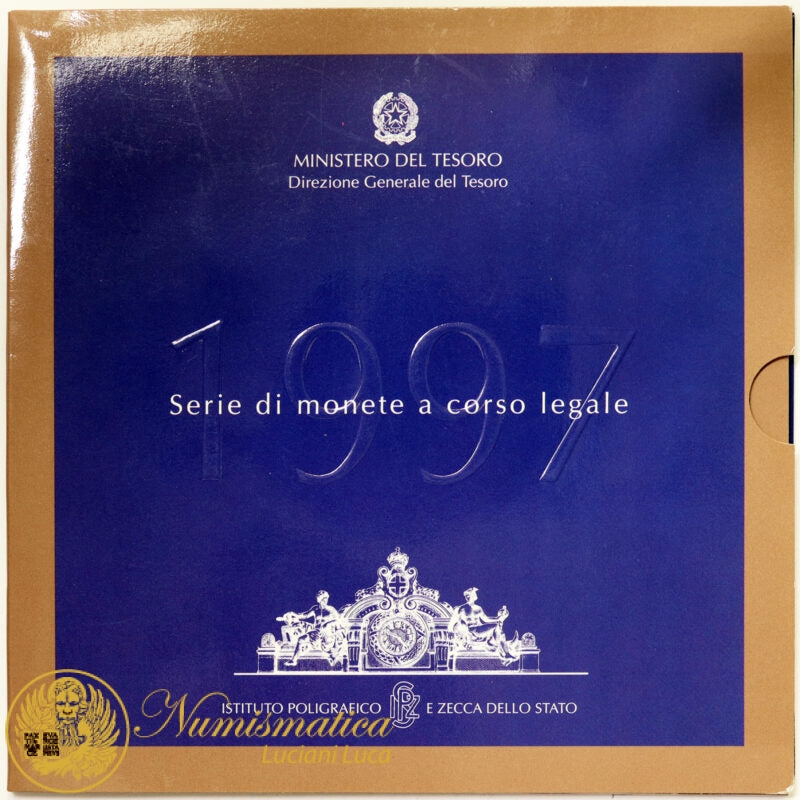 MINISTERO DEL TESORO
Direzione Generale del Tesoro
1997
Serie di monete a corso legale
ISTITUTO POLIGRAFICO E ZECCA DELLO STATO
Numismatica
Luciani Luca